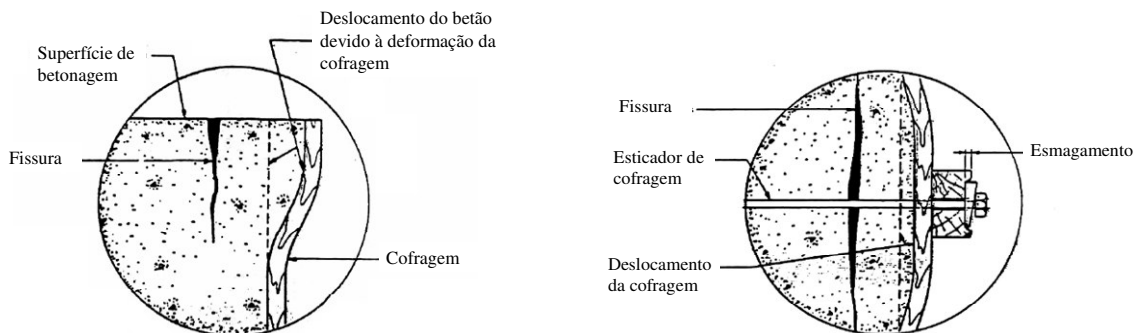 Superfície de
betonagem
Deslocamento do betão
devido à deformação da
cofragem
Fissura
Cofragem
Fissura
Esticador de
cofragem
Esmagamento
Deslocamento
da cofragem